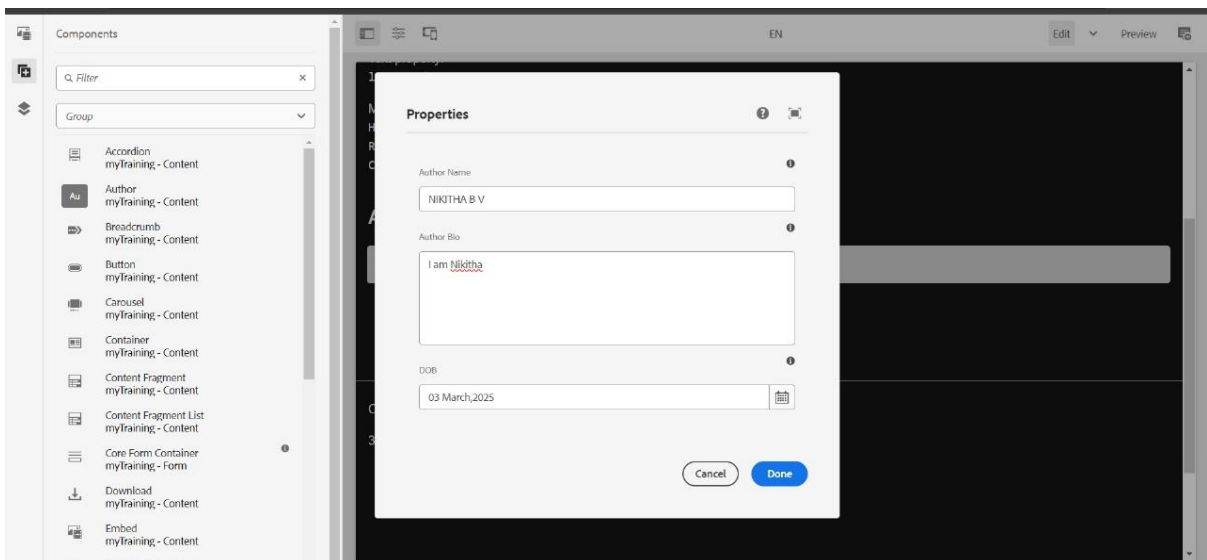 Components
Filter
Group
Accordion
myTraining - Content
Au
Author
myTraining - Content
Breadcrumb
myTraining - Content
Button
myTraining - Content
Carousel
myTraining - Content
Container
myTraining - Content
Content Fragment
myTraining - Content
Content Fragment List
myTraining - Content
Core Form Container
myTraining - Form
Download
myTraining - Content
Embed
myTraining - Content
EN
Edit
Preview
Properties
Author Name
NIKITHA B V
Author Bio
I am Nikitha
DOB
03 March,2025
Cancel
Done